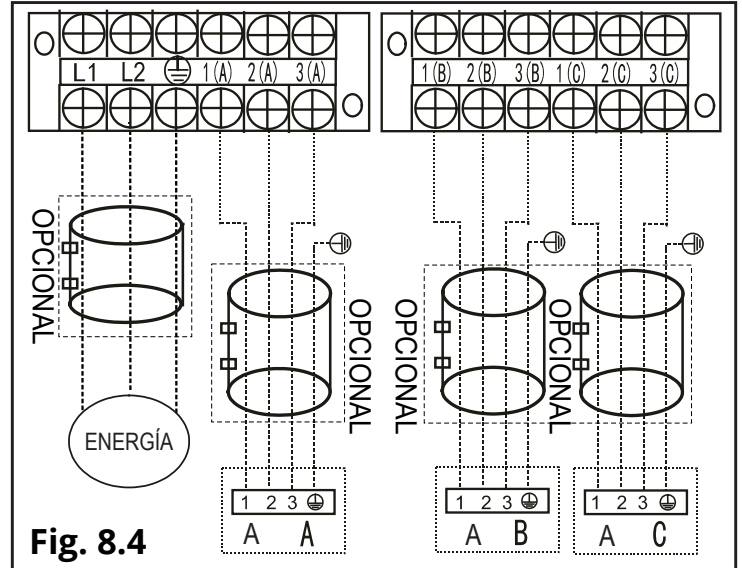 L1 L2 1(A) 2(A) 3(A)
1(B) 2(B) 3(B) 1(C) 2(C) 3(C)
OPCIONAL
OPCIONAL
OPCIONAL
OPCIONAL
ENERGÍA
1 2 3
A A
1 2 3
A B
1 2 3
A C
Fig. 8.4